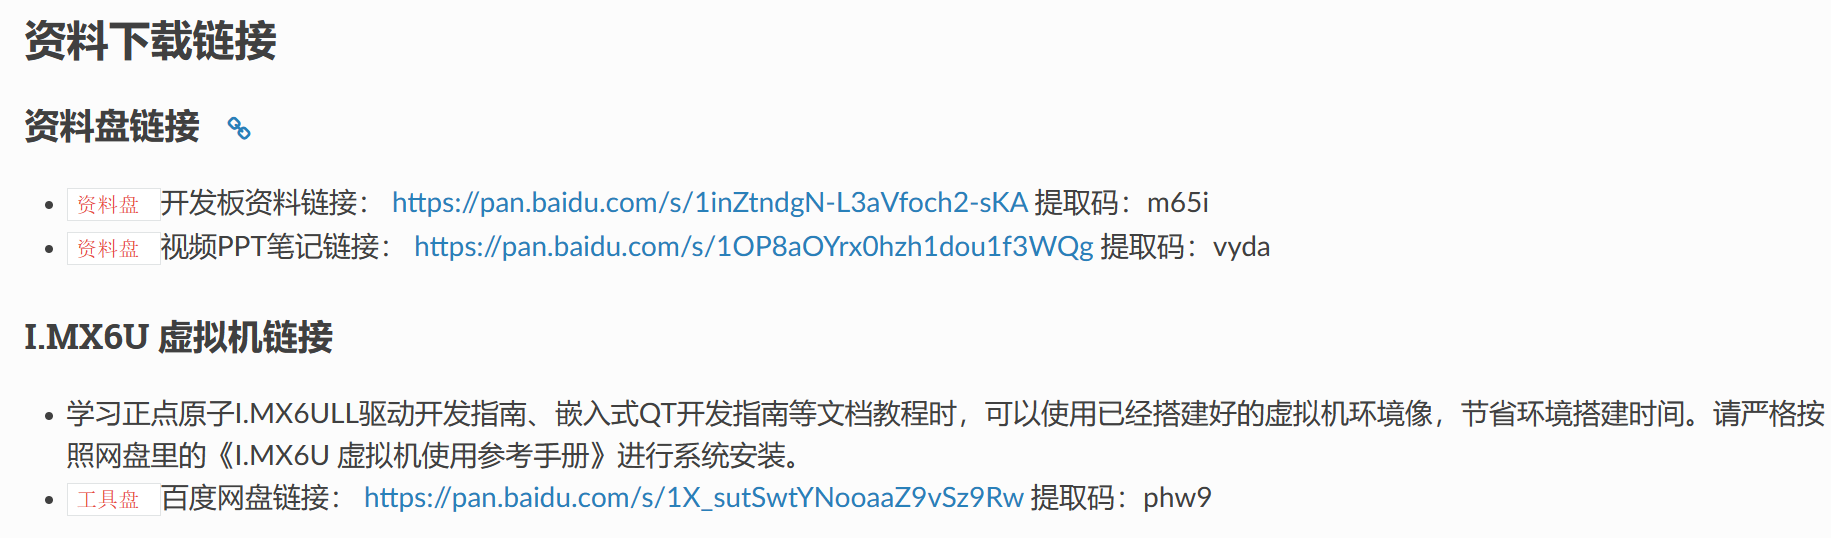 资料下载链接
资料盘链接
资料盘 开发板资料链接： https://pan.baidu.com/s/1inZtndgN-L3aVfoch2-sKA 提取码：m65i
资料盘 视频PPT笔记链接： https://pan.baidu.com/s/1OP8aOYrx0hzh1dou1f3WQg 提取码：vyda
I.MX6U 虚拟机链接
学习正点原子I.MX6ULL驱动开发指南、嵌入式QT开发指南等文档教程时，可以使用已经搭建好的虚拟机环境像，节省环境搭建时间。请严格按
照网盘里的《I.MX6U 虚拟机使用参考手册》进行系统安装。
工具盘 百度网盘链接： https://pan.baidu.com/s/1X_sutSwtYNooaaZ9vSz9Rw 提取码：phw9